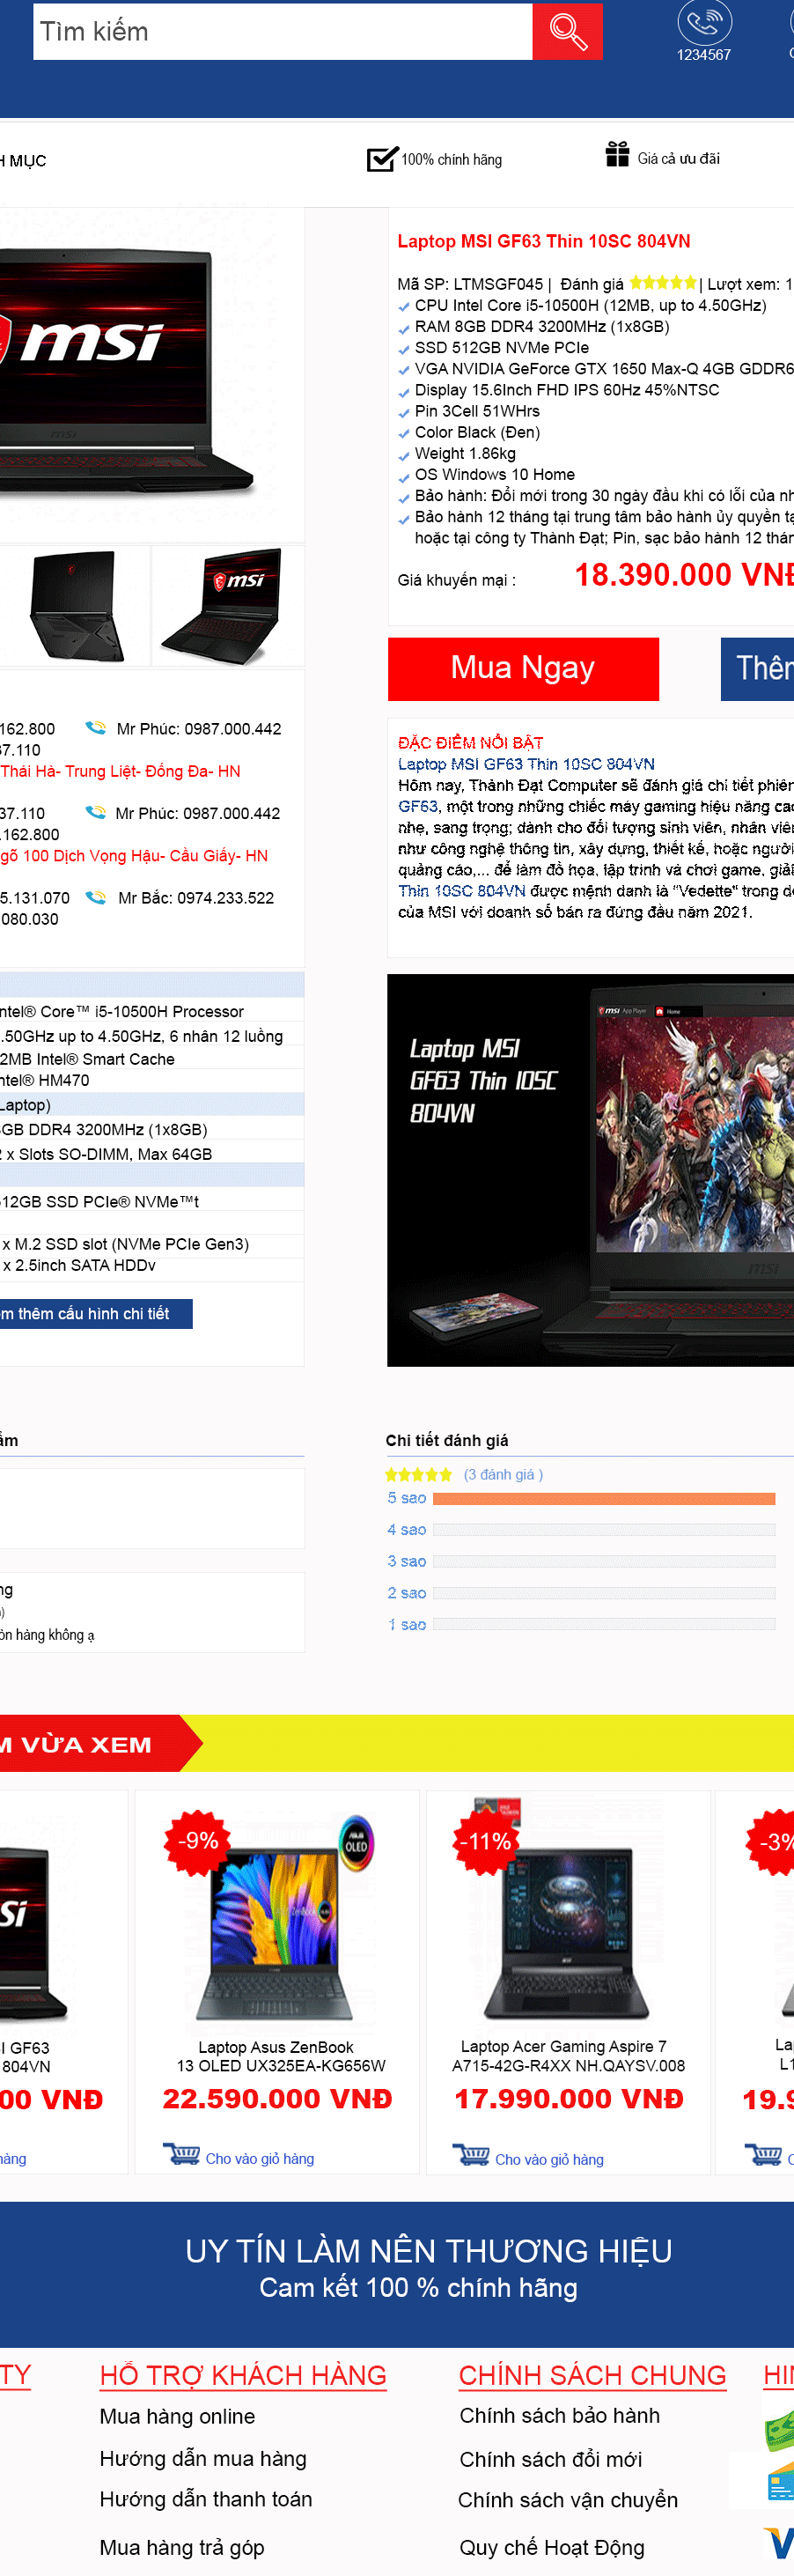 Tìm kiếm
1234567
H MỤC
100% chính hãng
Giá cả ưu đãi
Laptop MSI GF63 Thin 10SC 804VN
Mã SP: LTMSGF045 | Đánh giá | Lượt xem: 1
CPU Intel Core i5-10500H (12MB, up to 4.50GHz)
RAM 8GB DDR4 3200MHz (1x8GB)
SSD 512GB NVMe PCIe
VGA NVIDIA GeForce GTX 1650 Max-Q 4GB GDDR6
Display 15.6Inch FHD IPS 60Hz 45%NTSC
Pin 3Cell 51WHrs
Color Black (Đen)
Weight 1.86kg
OS Windows 10 Home
Bảo hành: Đổi mới trong 30 ngày đầu khi có lỗi của nh
Bảo hành 12 tháng tại trung tâm bảo hành ủy quyền tạ
hoặc tại công ty Thành Đạt; Pin, sạc bảo hành 12 thán
Giá khuyến mại : 18.390.000 VNĐ
msi
msi
msi
Mua Ngay
Thêm
162.800 Mr Phúc: 0987.000.442
37.110
Thái Hà- Trung Liệt- Đống Đa- HN
37.110 Mr Phúc: 0987.000.442
.162.800
gõ 100 Dịch Vọng Hậu- Cầu Giấy- HN
5.131.070 Mr Bắc: 0974.233.522
080.030
ĐẶC ĐIỂM NỔI BẬT
Laptop MSI GF63 Thin 10SC 804VN
Hôm nay, Thành Đạt Computer sẽ đánh giá chi tiết phiên
GF63, một trong những chiếc máy gaming hiệu năng cao
nhẹ, sang trọng; dành cho đối tượng sinh viên, nhân viên
như công nghệ thông tin, xây dựng, thiết kế, hoặc người
quảng cáo,... để làm đồ họa, lập trình và chơi game, giải
Thin 10SC 804VN được mệnh danh là "Vedette" trong dò
của MSI với doanh số bán ra đứng đầu năm 2021.
ntel® Core™ i5-10500H Processor
.50GHz up to 4.50GHz, 6 nhân 12 luồng
2MB Intel® Smart Cache
ntel® HM470
Laptop)
8GB DDR4 3200MHz (1x8GB)
2 x Slots SO-DIMM, Max 64GB
512GB SSD PCIe® NVMe™t
x M.2 SSD slot (NVMe PCIe Gen3)
x 2.5inch SATA HDDv
m thêm cấu hình chi tiết
msi App Player
Home
Laptop MSI
GF63 Thin 10SC
804VN
msi
ẩm
Chi tiết đánh giá
(3 đánh giá )
5 sao
4 sao
3 sao
2 sao
1 sao
ng
òn hàng không ạ
M VỪA XEM
-9%
ASUS OLED
-11%
-3%
SI
I GF63
804VN
00 VNĐ
hàng
Laptop Asus ZenBook
13 OLED UX325EA-KG656W
22.590.000 VNĐ
Cho vào giỏ hàng
Laptop Acer Gaming Aspire 7
A715-42G-R4XX NH.QAYSV.008
17.990.000 VNĐ
Cho vào giỏ hàng
La
L1
19.9
C
UY TÍN LÀM NÊN THƯƠNG HIỆU
Cam kết 100 % chính hãng
TY
HỖ TRỢ KHÁCH HÀNG
Mua hàng online
Hướng dẫn mua hàng
Hướng dẫn thanh toán
Mua hàng trả góp
CHÍNH SÁCH CHUNG
Chính sách bảo hành
Chính sách đổi mới
Chính sách vận chuyển
Quy chế Hoạt Động
HÌN
V